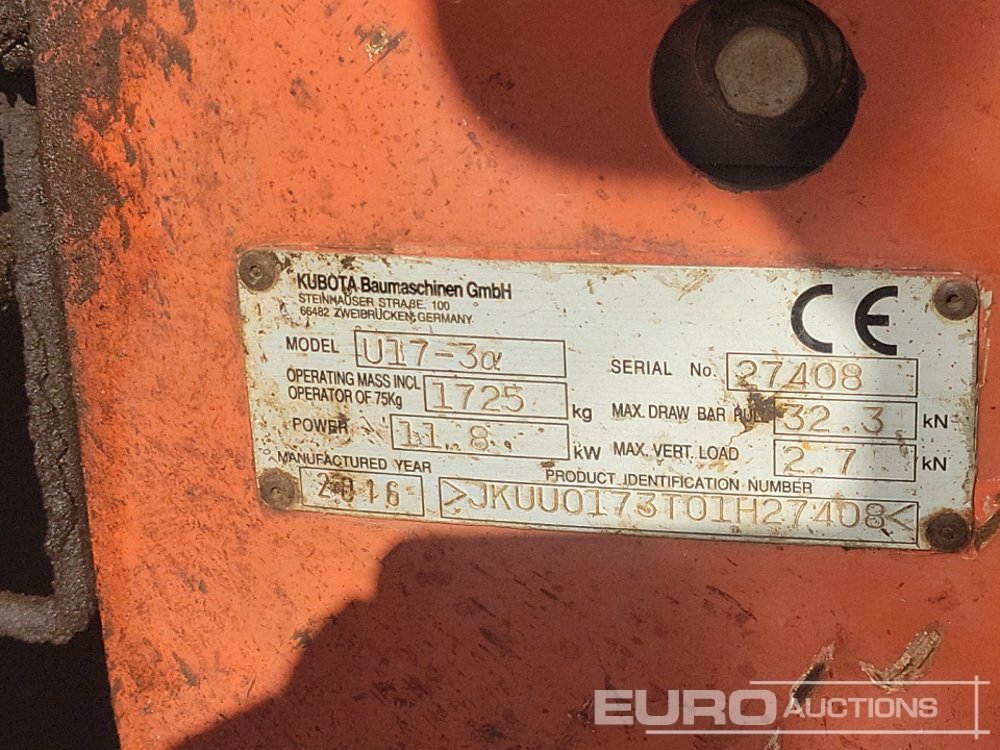 KUBOTA Baumaschinen GmbH
STEINHAUSER STRAßE 100
66482 ZWEIBRÜCKEN, GERMANY
CE
MODEL U17-3α
SERIAL No. 27408
OPERATING MASS INCL
OPERATOR OF 75Kg 1725 kg
MAX. DRAW BAR PULL 32.3 kN
POWER 11.8 kW
MAX. VERT. LOAD 2.7 kN
MANUFACTURED YEAR
2016
PRODUCT IDENTIFICATION NUMBER
>JKUU0173T01H27408<
EURO AUCTIONS